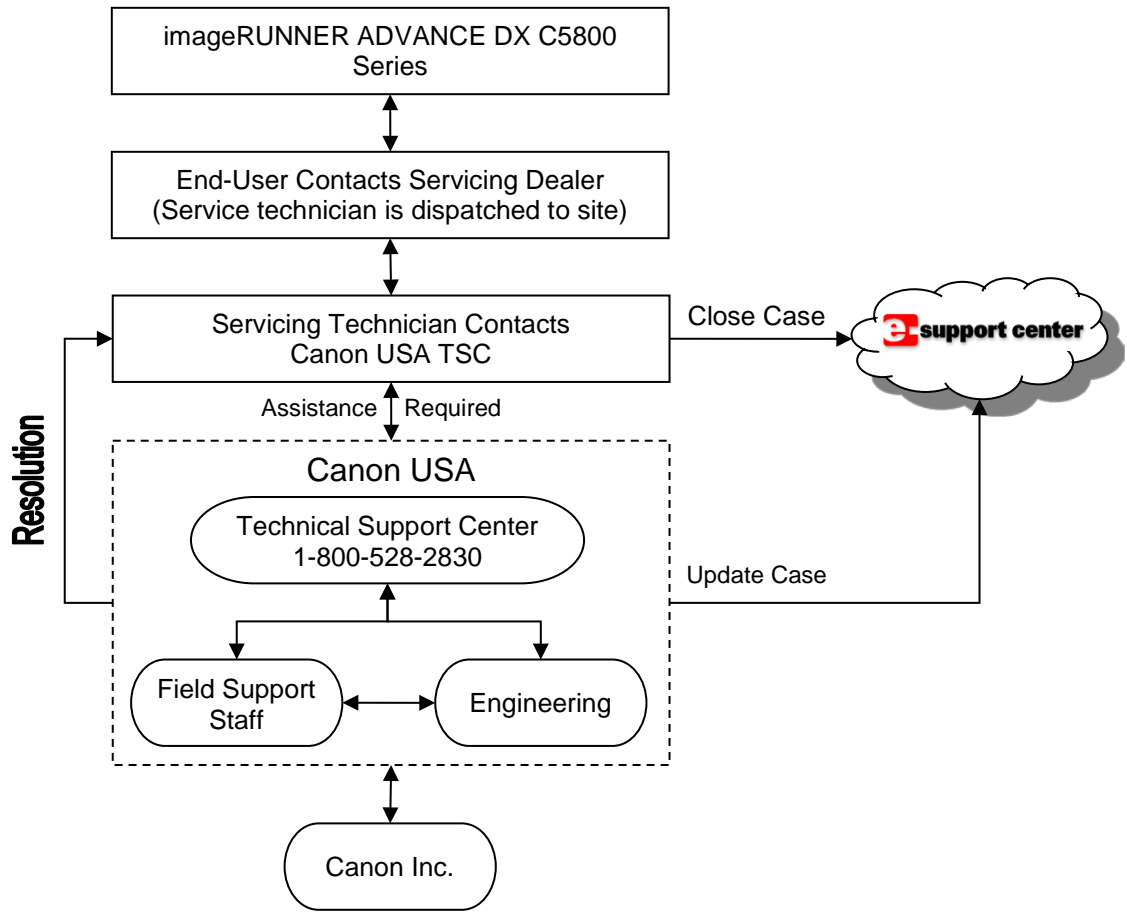 imageRUNNER ADVANCE DX C5800
Series
End-User Contacts Servicing Dealer
(Service technician is dispatched to site)
Servicing Technician Contacts
Canon USA TSC
Close Case
e-support center
Assistance Required
Resolution
Canon USA
Technical Support Center
1-800-528-2830
Update Case
Field Support
Staff
Engineering
Canon Inc.